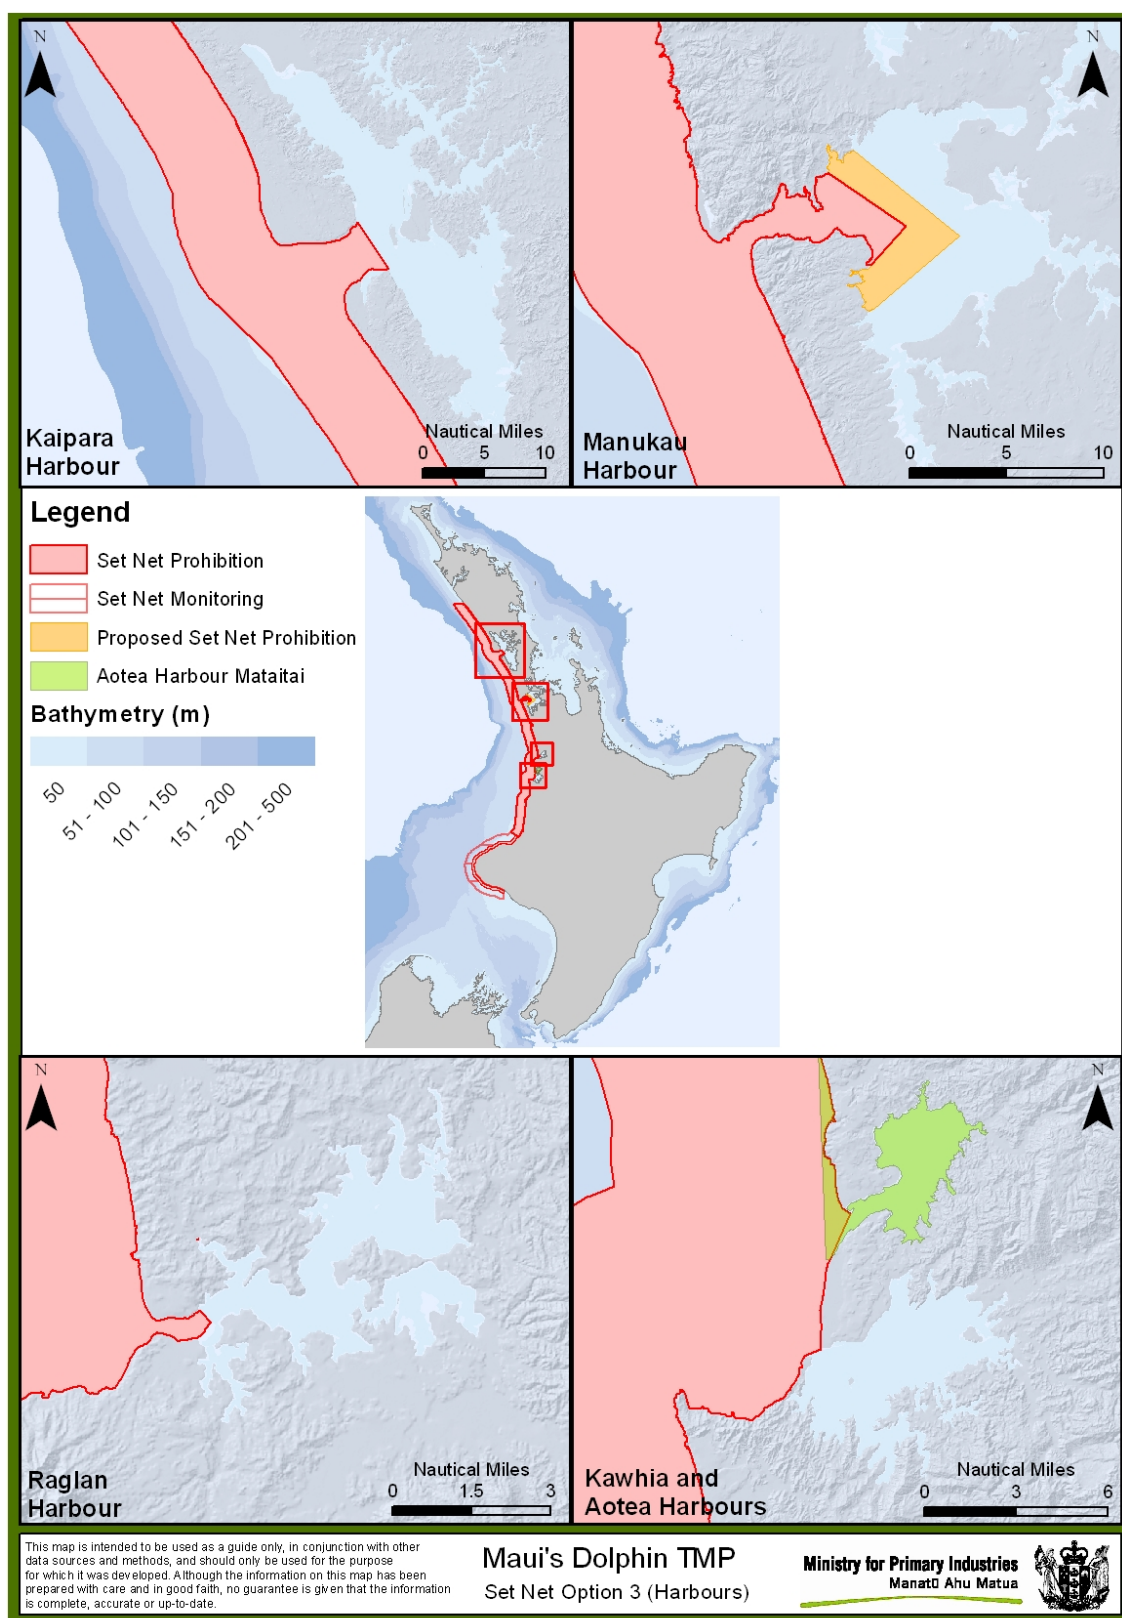 N
N
Kaipara
Harbour
Nautical Miles
0 5 10
Manukau
Harbour
Nautical Miles
0 5 10
Legend
Set Net Prohibition
Set Net Monitoring
Proposed Set Net Prohibition
Aotea Harbour Mataitai
Bathymetry (m)
50
51 - 100
101 - 150
151 - 200
201 - 500
N
N
Raglan
Harbour
Nautical Miles
0 1.5 3
Kawhia and
Aotea Harbours
Nautical Miles
0 3 6
This map is intended to be used as a guide only, in conjunction with other
data sources and methods, and should only be used for the purpose
for which it was developed. Although the information on this map has been
prepared with care and in good faith, no guarantee is given that the information
is complete, accurate or up-to-date.
Maui's Dolphin TMP
Set Net Option 3 (Harbours)
Ministry for Primary Industries
Manatū Ahu Matua